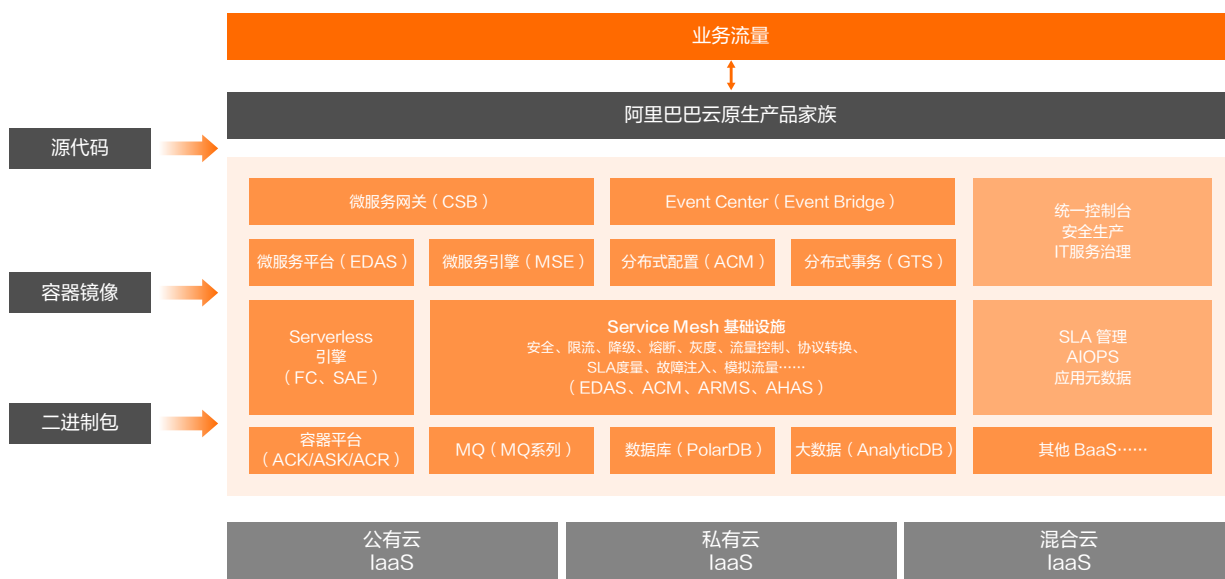 业务流量
阿里巴巴云原生产品家族
源代码
容器镜像
二进制包
微服务网关（CSB）
Event Center（Event Bridge）
统一控制台
安全生产
IT服务治理
微服务平台（EDAS）
微服务引擎（MSE）
分布式配置（ACM）
分布式事务（GTS）
Serverless
引擎
（FC、SAE）
Service Mesh 基础设施
安全、限流、降级、熔断、灰度、流量控制、协议转换、
SLA度量、故障注入、模拟流量……
（EDAS、ACM、ARMS、AHAS）
SLA 管理
AIOPS
应用元数据
容器平台
（ACK/ASK/ACR）
MQ（MQ系列）
数据库（PolarDB）
大数据（AnalyticDB）
其他 BaaS……
公有云
IaaS
私有云
IaaS
混合云
IaaS